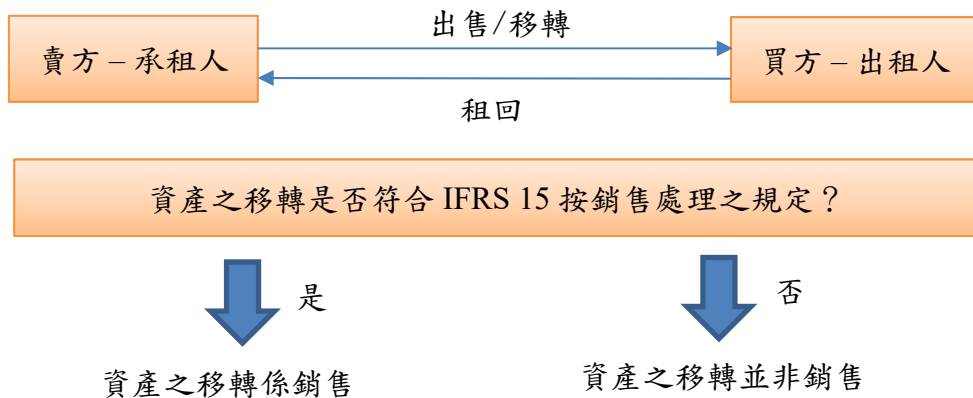 出售/移轉
賣方 – 承租人
買方 – 出租人
租回
資產之移轉是否符合 IFRS 15 按銷售處理之規定？
是
否
資產之移轉係銷售
資產之移轉並非銷售